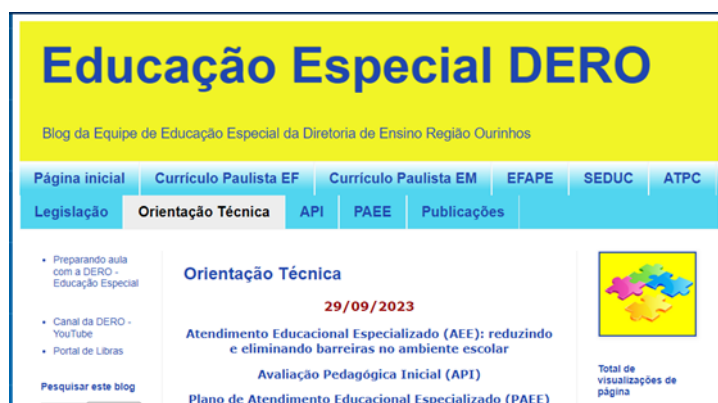 Educação Especial DERO
Blog da Equipe de Educação Especial da Diretoria de Ensino Região Ourinhos
Página inicial
Currículo Paulista EF
Currículo Paulista EM
EFAPE
SEDUC
ATPC
Legislação
Orientação Técnica
API
PAEE
Publicações
Preparando aula
com a DERO -
Educação Especial
Canal da DERO -
YouTube
Portal de Libras
Pesquisar este blog
Orientação Técnica
29/09/2023
Atendimento Educacional Especializado (AEE): reduzindo
e eliminando barreiras no ambiente escolar
Avaliação Pedagógica Inicial (API)
Plano de Atendimento Educacional Especializado (PAEE)
Total de
visualizações de
página